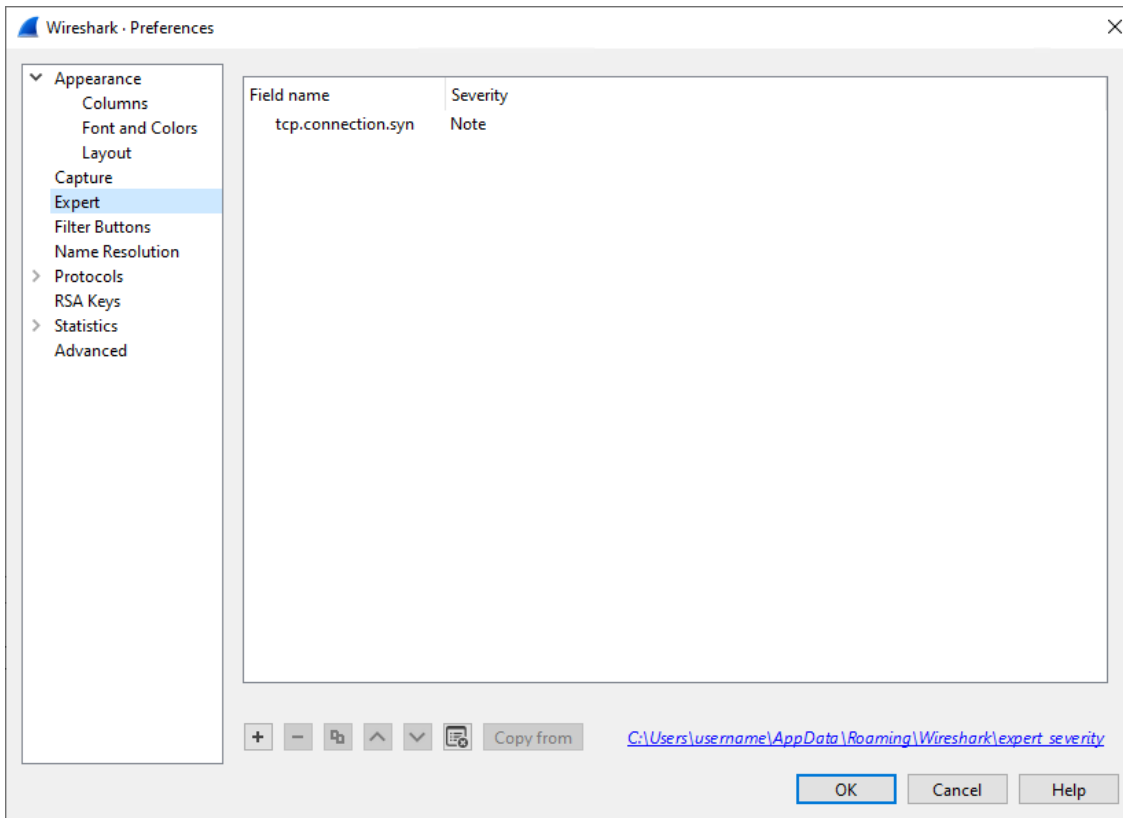 Wireshark · Preferences
Appearance
Columns
Font and Colors
Layout
Capture
Expert
Filter Buttons
Name Resolution
Protocols
RSA Keys
Statistics
Advanced
Field name Severity
tcp.connection.syn Note
Copy from C:\Users\username\AppData\Roaming\Wireshark\expert_severity
OK Cancel Help